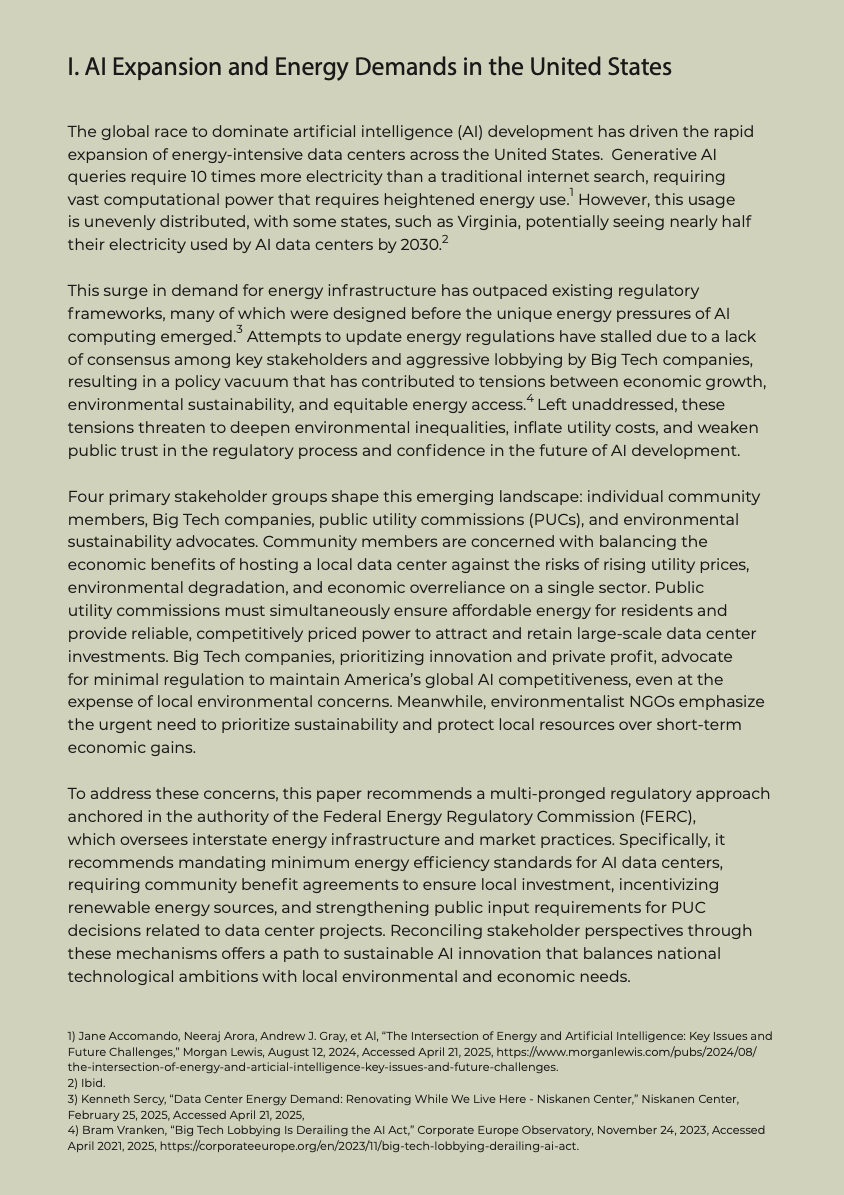 I. AI Expansion and Energy Demands in the United States
The global race to dominate artificial intelligence (AI) development has driven the rapid
expansion of energy-intensive data centers across the United States.  Generative AI
queries require 10 times more electricity than a traditional internet search, requiring
vast computational power that requires heightened energy use.1 However, this usage
is unevenly distributed, with some states, such as Virginia, potentially seeing nearly half
their electricity used by AI data centers by 2030.2
This surge in demand for energy infrastructure has outpaced existing regulatory
frameworks, many of which were designed before the unique energy pressures of AI
computing emerged.3 Attempts to update energy regulations have stalled due to a lack
of consensus among key stakeholders and aggressive lobbying by Big Tech companies,
resulting in a policy vacuum that has contributed to tensions between economic growth,
environmental sustainability, and equitable energy access.4 Left unaddressed, these
tensions threaten to deepen environmental inequalities, inflate utility costs, and weaken
public trust in the regulatory process and confidence in the future of AI development.
Four primary stakeholder groups shape this emerging landscape: individual community
members, Big Tech companies, public utility commissions (PUCs), and environmental
sustainability advocates. Community members are concerned with balancing the
economic benefits of hosting a local data center against the risks of rising utility prices,
environmental degradation, and economic overreliance on a single sector. Public
utility commissions must simultaneously ensure affordable energy for residents and
provide reliable, competitively priced power to attract and retain large-scale data center
investments. Big Tech companies, prioritizing innovation and private profit, advocate
for minimal regulation to maintain America's global AI competitiveness, even at the
expense of local environmental concerns. Meanwhile, environmentalist NGOs emphasize
the urgent need to prioritize sustainability and protect local resources over short-term
economic gains.
To address these concerns, this paper recommends a multi-pronged regulatory approach
anchored in the authority of the Federal Energy Regulatory Commission (FERC),
which oversees interstate energy infrastructure and market practices. Specifically, it
recommends mandating minimum energy efficiency standards for AI data centers,
requiring community benefit agreements to ensure local investment, incentivizing
renewable energy sources, and strengthening public input requirements for PUC
decisions related to data center projects. Reconciling stakeholder perspectives through
these mechanisms offers a path to sustainable AI innovation that balances national
technological ambitions with local environmental and economic needs.
1) Jane Accomando, Neeraj Arora, Andrew J. Gray, et Al, "The Intersection of Energy and Artificial Intelligence: Key Issues and
Future Challenges," Morgan Lewis, August 12, 2024, Accessed April 21, 2025, https://www.morganlewis.com/pubs/2024/08/
the-intersection-of-energy-and-articial-intelligence-key-issues-and-future-challenges.
2) Ibid.
3) Kenneth Sercy, "Data Center Energy Demand: Renovating While We Live Here - Niskanen Center," Niskanen Center,
February 25, 2025, Accessed April 21, 2025,
4) Bram Vranken, "Big Tech Lobbying Is Derailing the AI Act," Corporate Europe Observatory, November 24, 2023, Accessed
April 2021, 2025, https://corporateeurope.org/en/2023/11/big-tech-lobbying-derailing-ai-act.